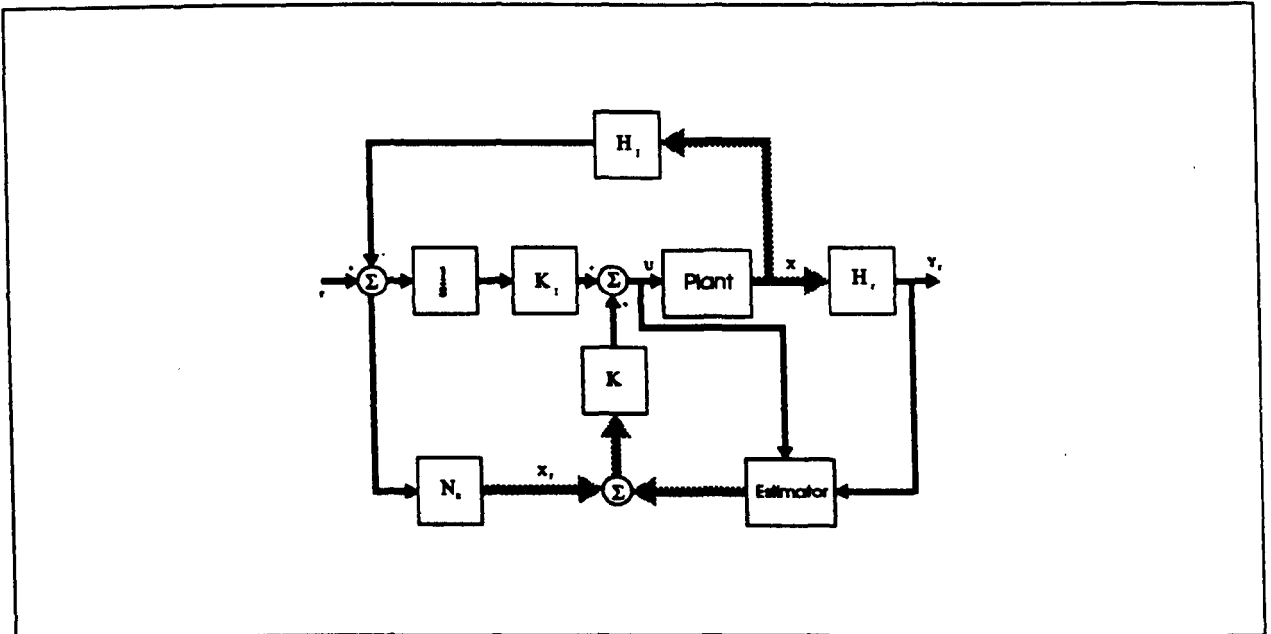 H I
Σ
1/s
K I
Σ
U
Plant
X
H r
Y r
r
K
N x
X r
Σ
Estimator